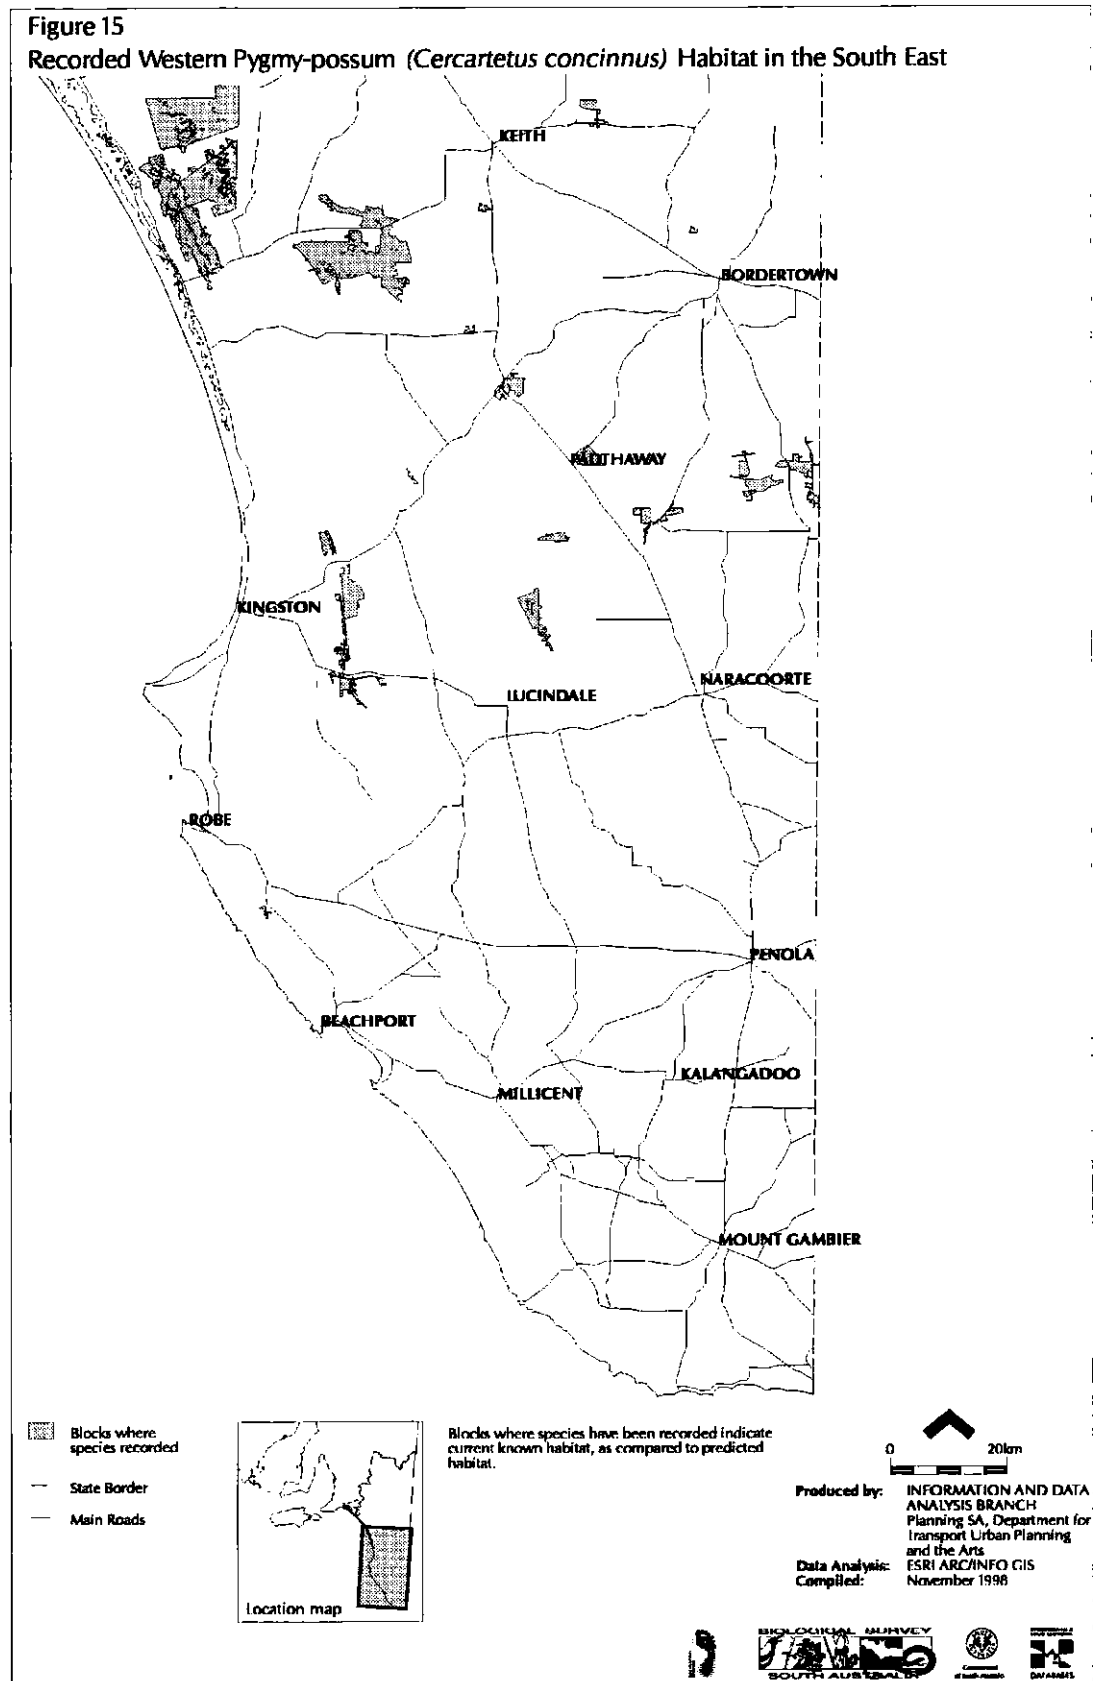 Figure 15
Recorded Western Pygmy-possum (Cercartetus concinnus) Habitat in the South East
KEITH
BORDERTOWN
PADTHAWAY
KINGSTON
NARACOORTE
LUCINDALE
ROBE
PENOLA
BEACHPORT
KALANGADOO
MILLICENT
MOUNT GAMBIER
Blocks where
species recorded
State Border
Main Roads
Location map
Blocks where species have been recorded indicate
current known habitat, as compared to predicted
habitat.
0 20km
Produced by: INFORMATION AND DATA
ANALYSIS BRANCH
Planning SA, Department for
Transport Urban Planning
and the Arts
Data Analysis: ESRI ARC/INFO GIS
Compiled: November 1998
BIOLOGICAL SURVEY
SOUTH AUSTRALIA
DATABASES